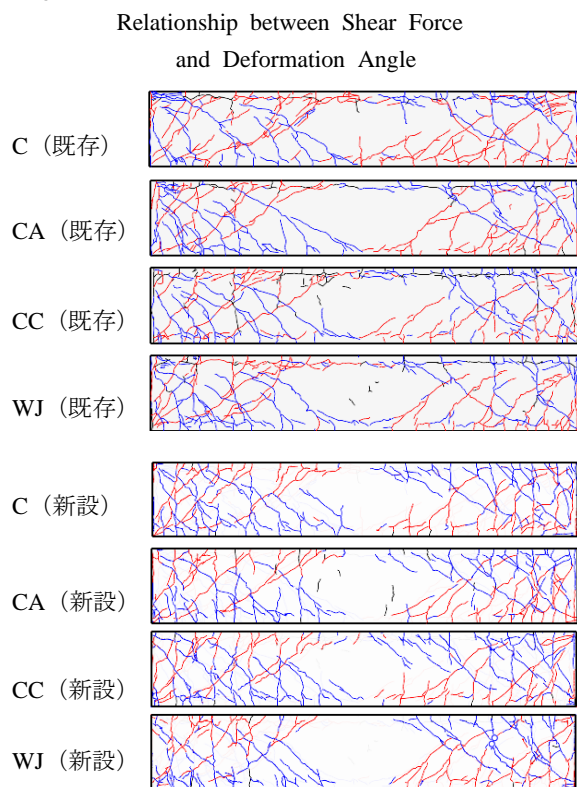 Relationship between Shear Force
and Deformation Angle
C (既存)
CA (既存)
CC (既存)
WJ (既存)
C (新設)
CA (新設)
CC (新設)
WJ (新設)